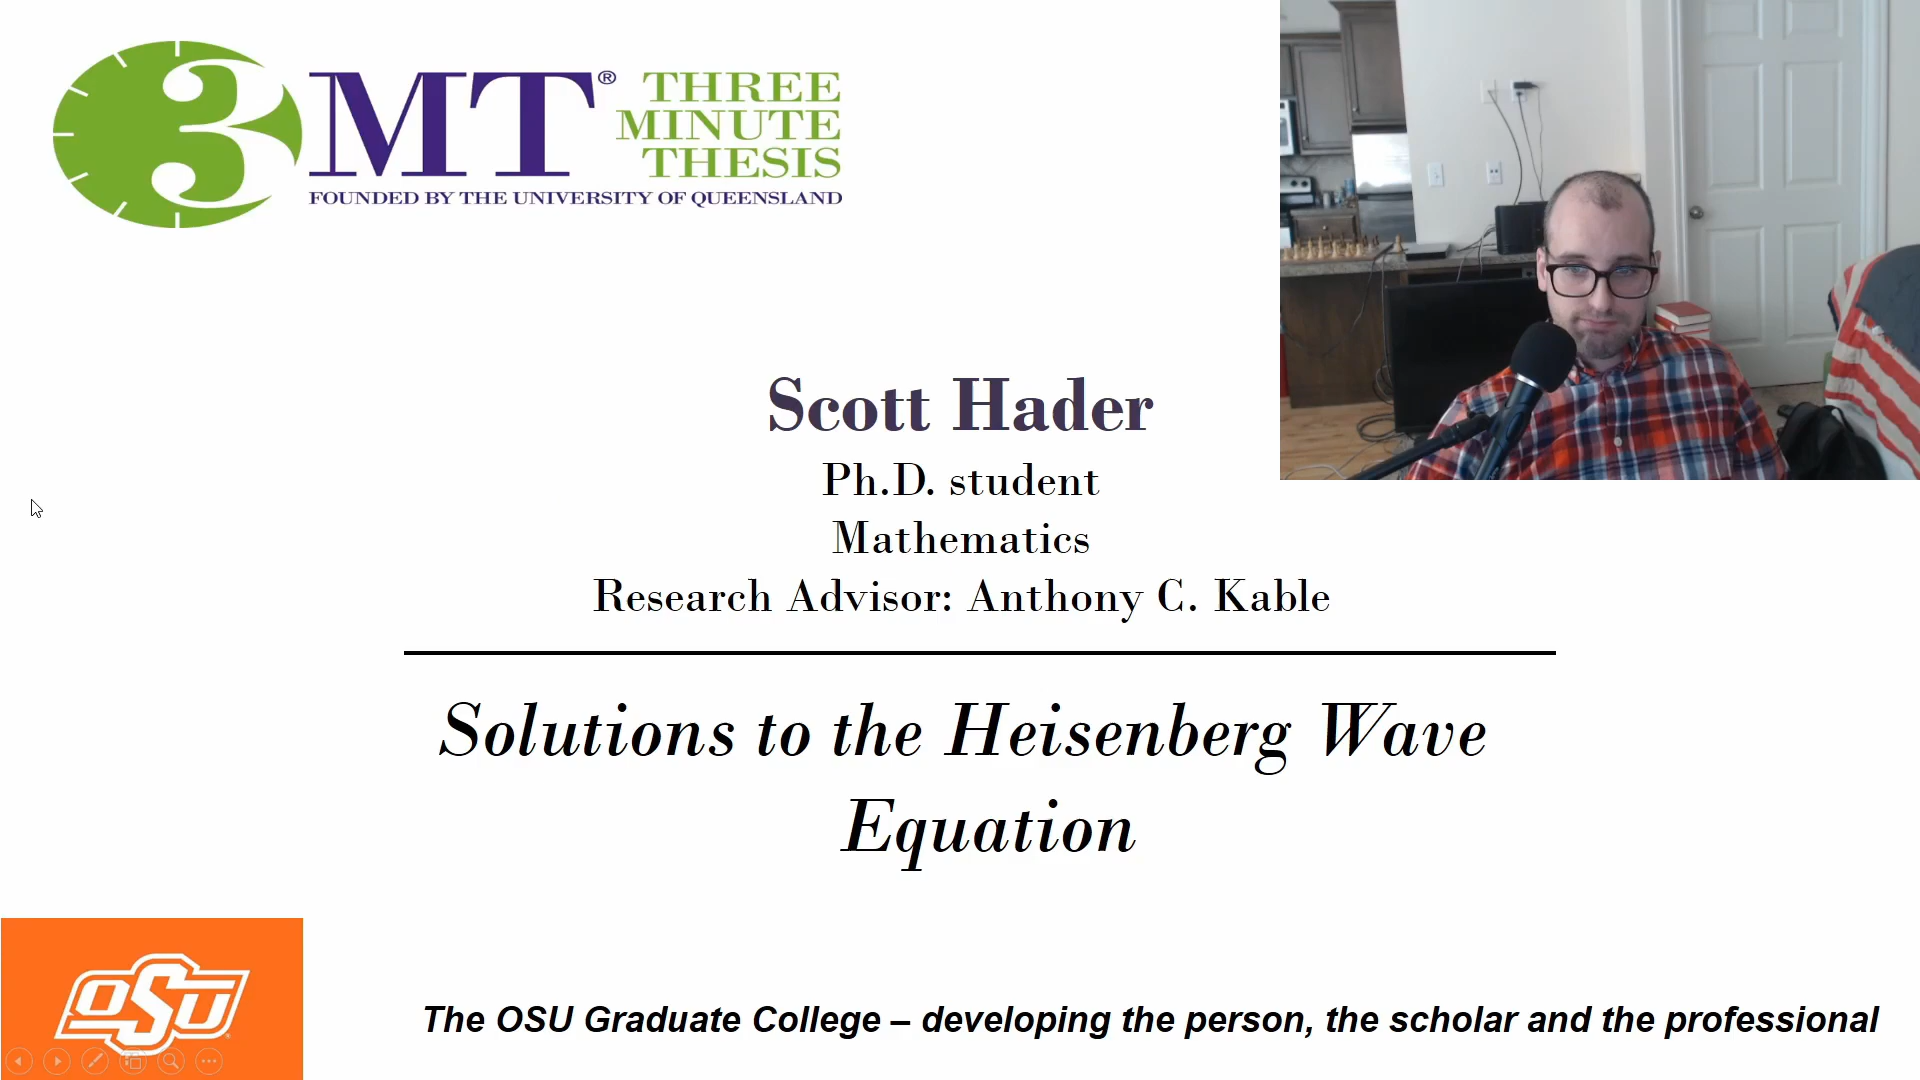 3MT® THREE
MINUTE
THESIS
FOUNDED BY THE UNIVERSITY OF QUEENSLAND
Scott Hader
Ph.D. student
Mathematics
Research Advisor: Anthony C. Kable
Solutions to the Heisenberg Wave
Equation
OSU
The OSU Graduate College – developing the person, the scholar and the professional